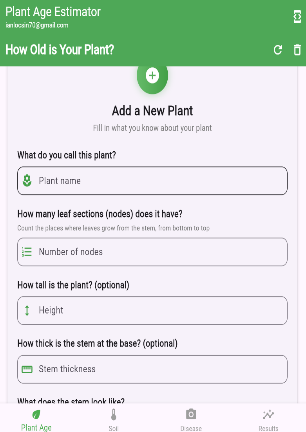 Plant Age Estimator
ianlocsin70@gmail.com
How Old is Your Plant?
Add a New Plant
Fill in what you know about your plant
What do you call this plant?
Plant name
How many leaf sections (nodes) does it have?
Count the places where leaves grow from the stem, from bottom to top
Number of nodes
How tall is the plant? (optional)
Height
How thick is the stem at the base? (optional)
Stem thickness
What does the stem look like?
Plant Age
Soil
Disease
Results